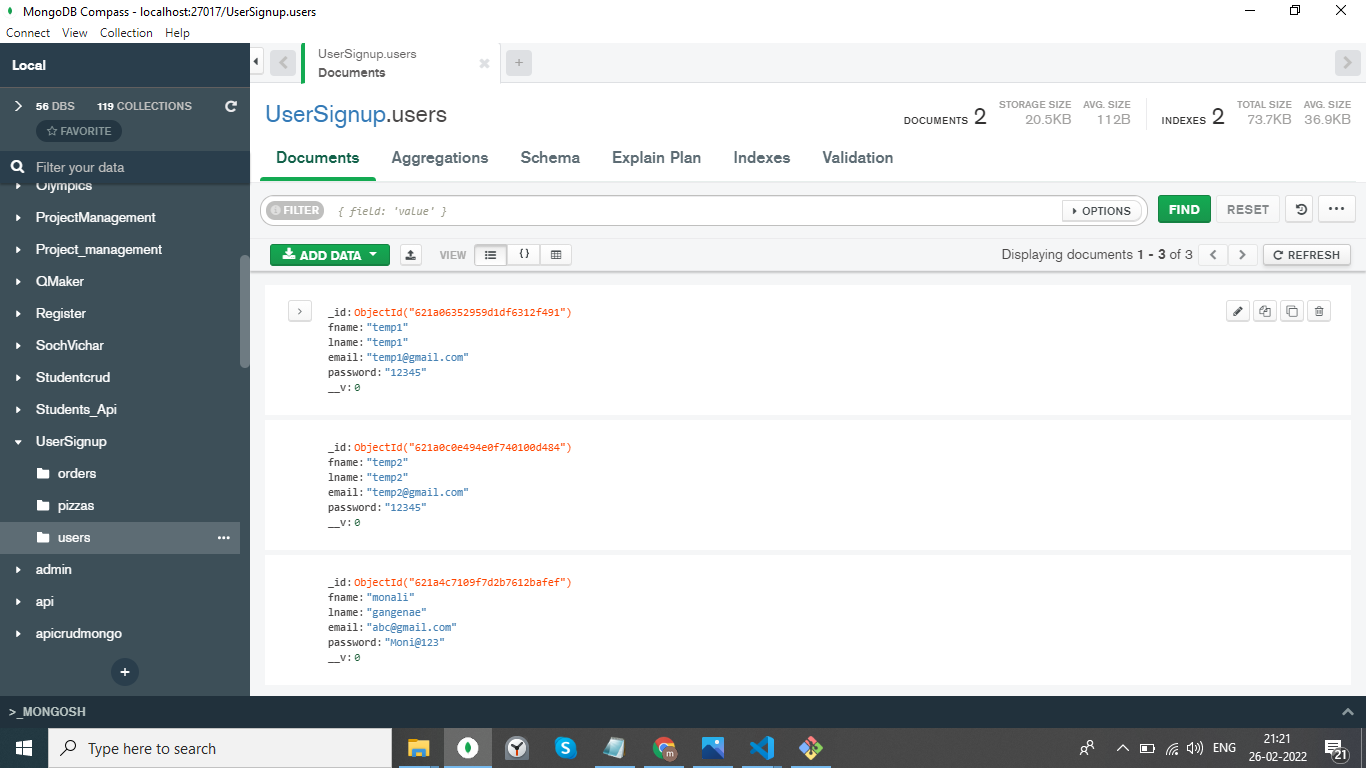 MongoDB Compass - localhost:27017/UserSignup.users
Connect View Collection Help
Local
56 DBS 119 COLLECTIONS
FAVORITE
Filter your data
Olympics
ProjectManagement
Project_management
QMaker
Register
SochVichar
Studentcrud
Students_Api
UserSignup
orders
pizzas
users
admin
api
apicrudmongo
UserSignup.users
Documents
UserSignup.users
DOCUMENTS 2
STORAGE SIZE
20.5KB
AVG. SIZE
112B
INDEXES 2
TOTAL SIZE
73.7KB
AVG. SIZE
36.9KB
Documents Aggregations Schema Explain Plan Indexes Validation
FILTER { field: 'value' } OPTIONS FIND RESET
ADD DATA VIEW {} Displaying documents 1 - 3 of 3 REFRESH
_id: ObjectId("621a06352959d1df6312f491")
fname: "temp1"
lname: "temp1"
email: "temp1@gmail.com"
password: "12345"
__v: 0
_id: ObjectId("621a0c0e494e0f740100d484")
fname: "temp2"
lname: "temp2"
email: "temp2@gmail.com"
password: "12345"
__v: 0
_id: ObjectId("621a4c7109f7d2b7612bafef")
fname: "monali"
lname: "gangenae"
email: "abc@gmail.com"
password: "Moni@123"
__v: 0
>_MONGOSH
Type here to search
ENG
21:21
26-02-2022
21